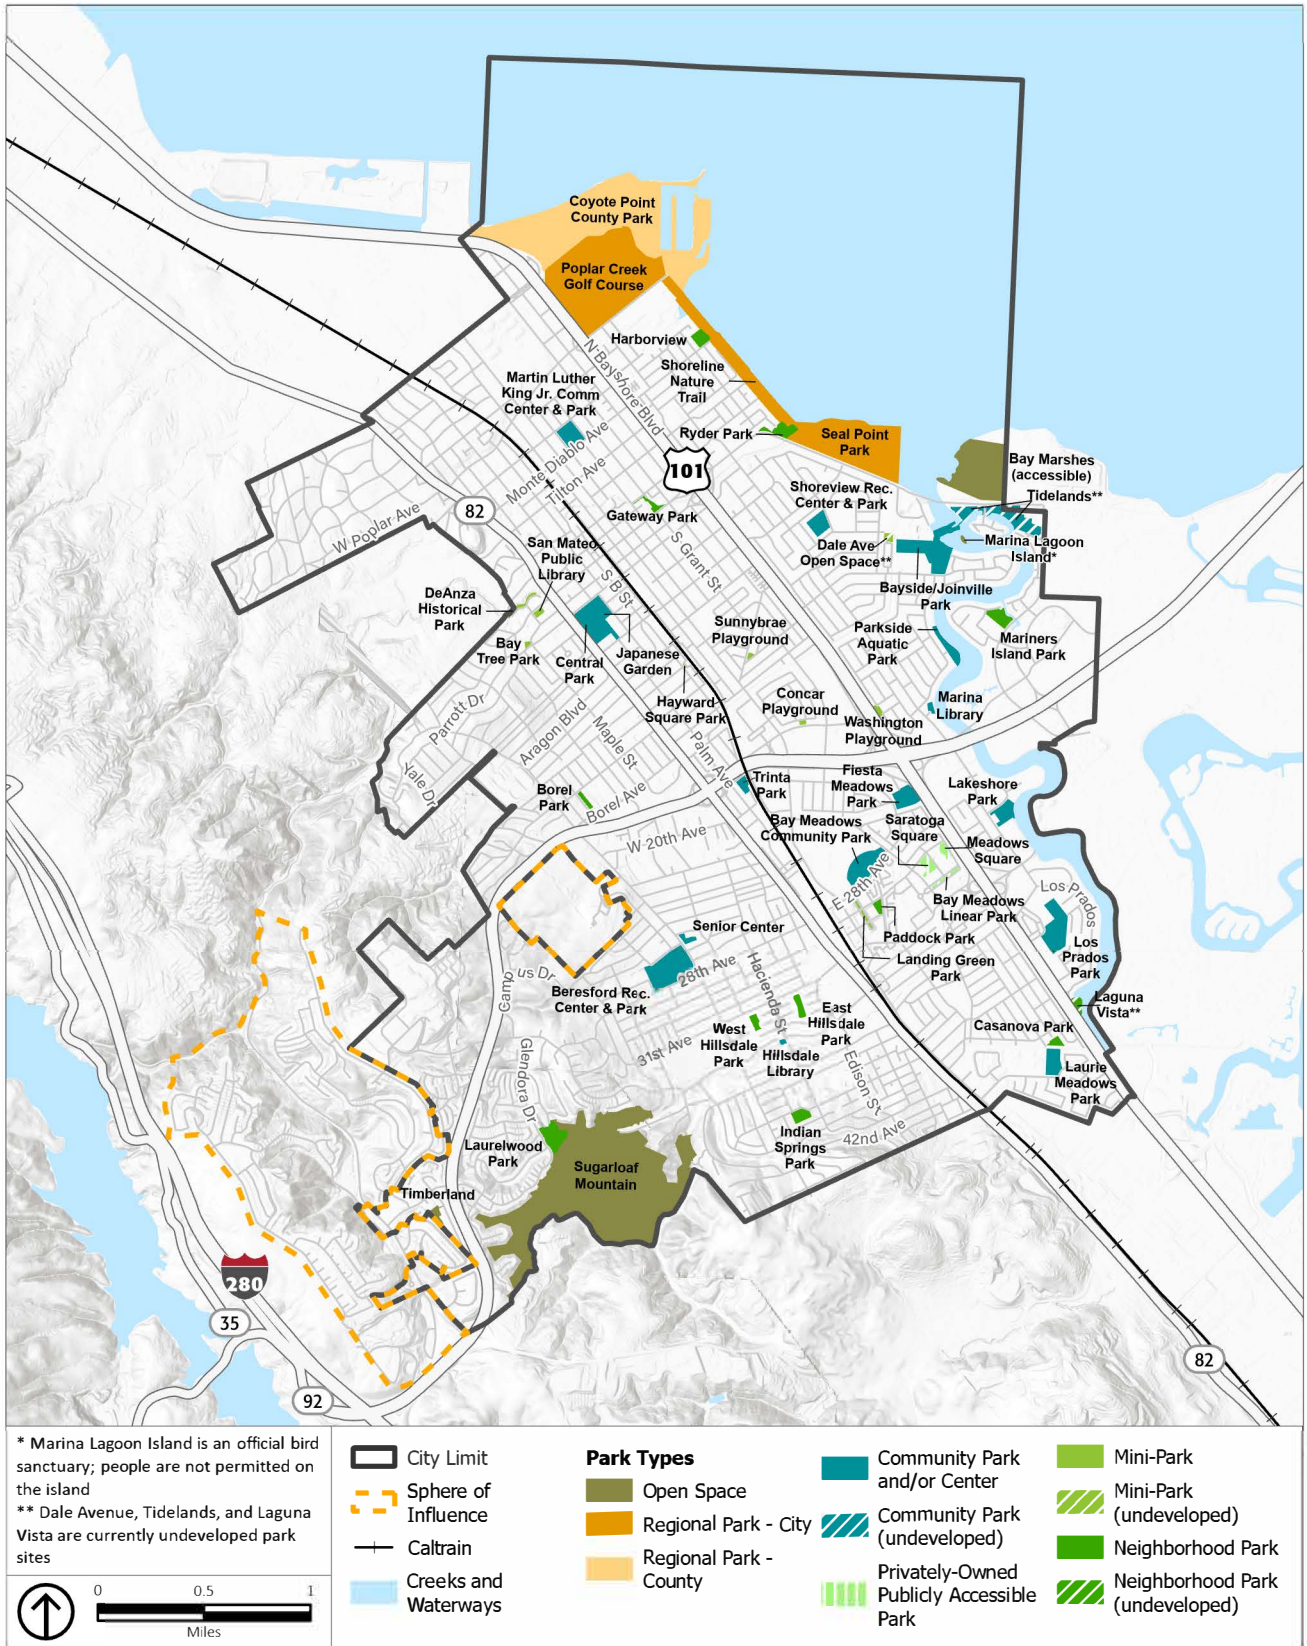 Coyote Point
County Park
Poplar Creek
Golf Course
Harborview
N Bayshore Blvd
Shoreline
Nature
Trail
Martin Luther
King Jr. Comm
Center & Park
Ryder Park
Seal Point
Park
Monte Diablo Ave
Tilton Ave
101
Bay Marshes
(accessible)
Tidelands**
Shoreview Rec.
Center & Park
82
W Poplar Ave
Gateway Park
Dale Ave
Open Space**
Marina Lagoon
Island*
San Mateo
Public
Library
S Grant St
S B St
Bayside/Joinville
Park
DeAnza
Historical
Park
Sunnybrae
Playground
Parkside
Aquatic
Park
Mariners
Island Park
Bay
Tree Park
Central
Park
Japanese
Garden
Hayward
Square Park
Concar
Playground
Marina
Library
Washington
Playground
Parrott Dr
Aragon Blvd
Maple St
Palm Ave
Yale Dr
Borel
Park
Borel Ave
Trinta
Park
Fiesta
Meadows
Park
Lakeshore
Park
W 20th Ave
Bay Meadows
Community Park
Saratoga
Square
Meadows
Square
E 28th Ave
Los Prados
Bay Meadows
Linear Park
Senior Center
Paddock Park
Los
Prados
Park
Landing Green
Park
28th Ave
Hacienda St
Campus Dr
Beresford Rec.
Center & Park
Laguna
Vista**
East
Hillsdale
Park
Casanova Park
West
Hillsdale
Park
31st Ave
Hillsdale
Library
Edison St
Glendora Dr
Laurie
Meadows
Park
Laurelwood
Park
Indian
Springs
Park
42nd Ave
Sugarloaf
Mountain
Timberland
280
35
92
82
* Marina Lagoon Island is an official bird
sanctuary; people are not permitted on
the island
** Dale Avenue, Tidelands, and Laguna
Vista are currently undeveloped park
sites
0 0.5 1
Miles
City Limit
Sphere of
Influence
Caltrain
Creeks and
Waterways
Park Types
Open Space
Regional Park - City
Regional Park -
County
Community Park
and/or Center
Community Park
(undeveloped)
Privately-Owned
Publicly Accessible
Park
Mini-Park
Mini-Park
(undeveloped)
Neighborhood Park
Neighborhood Park
(undeveloped)